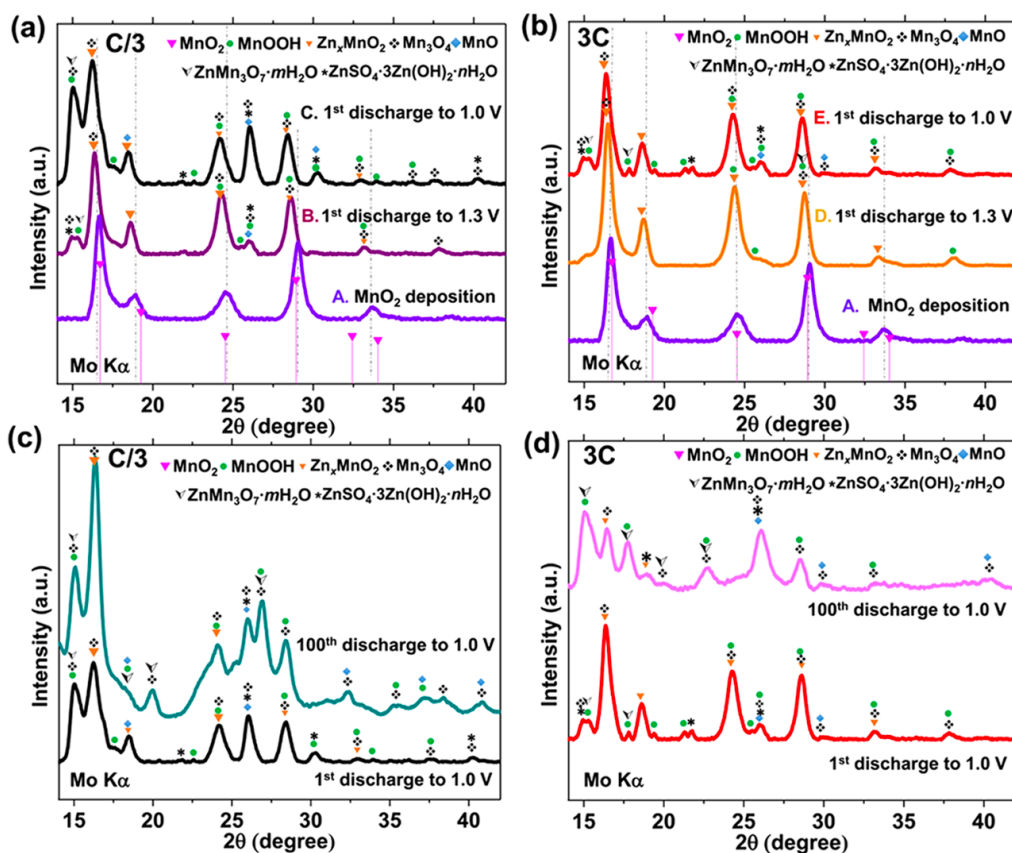 (a) C/3
MnO₂ MnOOH ZnₓMnO₂ Mn₃O₄ MnO
ZnMn₃O₇·mH₂O *ZnSO₄·3Zn(OH)₂·nH₂O
C. 1st discharge to 1.0 V
B. 1st discharge to 1.3 V
A. MnO₂ deposition
Mo Kα
Intensity (a.u.)
15 20 25 30 35 40
2θ (degree)
(b) 3C
MnO₂ MnOOH ZnₓMnO₂ Mn₃O₄ MnO
ZnMn₃O₇·mH₂O *ZnSO₄·3Zn(OH)₂·nH₂O
E. 1st discharge to 1.0 V
D. 1st discharge to 1.3 V
A. MnO₂ deposition
Mo Kα
Intensity (a.u.)
15 20 25 30 35 40
2θ (degree)
(c) C/3
MnO₂ MnOOH ZnₓMnO₂ Mn₃O₄ MnO
ZnMn₃O₇·mH₂O *ZnSO₄·3Zn(OH)₂·nH₂O
100th discharge to 1.0 V
1st discharge to 1.0 V
Mo Kα
Intensity (a.u.)
15 20 25 30 35 40
2θ (degree)
(d) 3C
MnO₂ MnOOH ZnₓMnO₂ Mn₃O₄ MnO
ZnMn₃O₇·mH₂O *ZnSO₄·3Zn(OH)₂·nH₂O
100th discharge to 1.0 V
1st discharge to 1.0 V
Mo Kα
Intensity (a.u.)
15 20 25 30 35 40
2θ (degree)